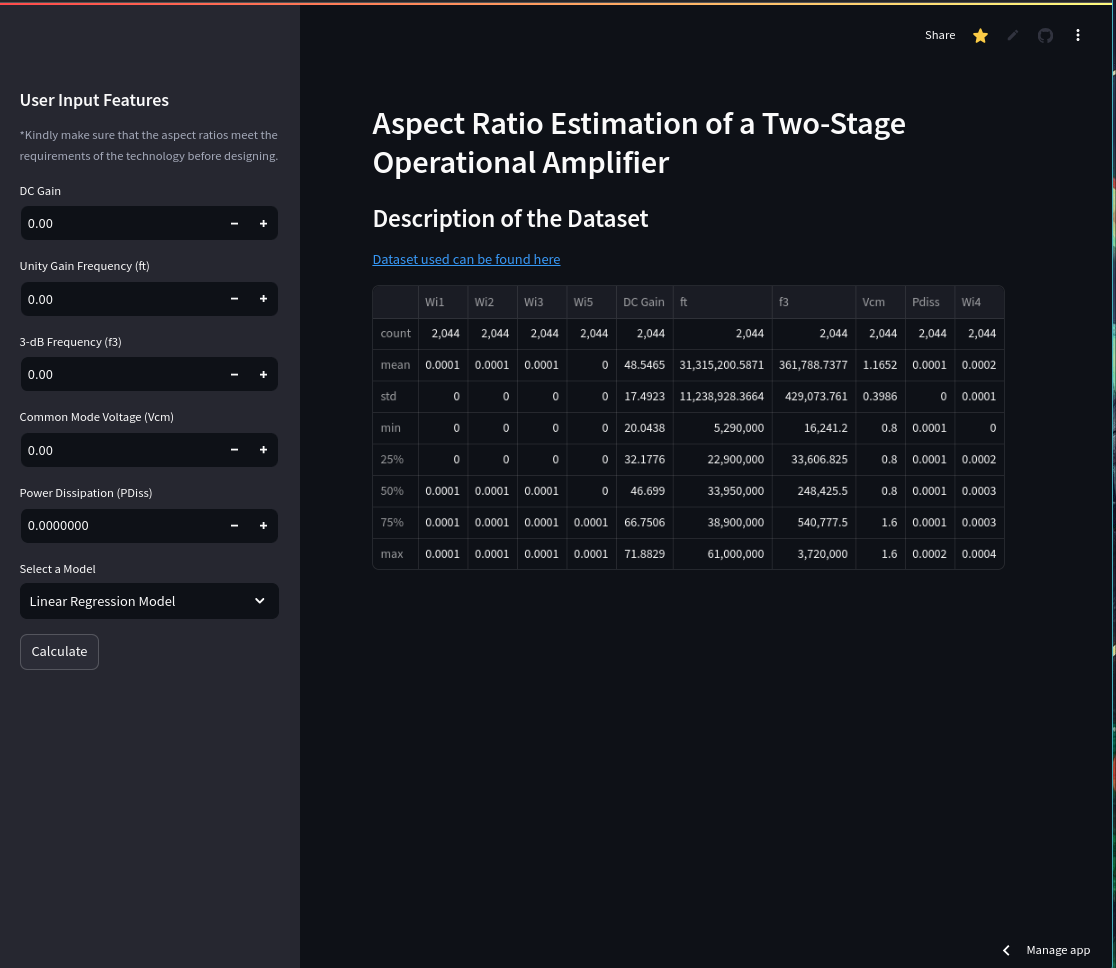 Share
User Input Features
*Kindly make sure that the aspect ratios meet the
requirements of the technology before designing.
DC Gain
0.00
Unity Gain Frequency (ft)
0.00
3-dB Frequency (f3)
0.00
Common Mode Voltage (Vcm)
0.00
Power Dissipation (PDiss)
0.0000000
Select a Model
Linear Regression Model
Calculate
Aspect Ratio Estimation of a Two-Stage
Operational Amplifier
Description of the Dataset
Dataset used can be found here
Wi1 Wi2 Wi3 Wi5 DC Gain ft f3 Vcm Pdiss Wi4
count 2,044 2,044 2,044 2,044 2,044 2,044 2,044 2,044 2,044 2,044
mean 0.0001 0.0001 0.0001 0 48.5465 31,315,200.5871 361,788.7377 1.1652 0.0001 0.0002
std 0 0 0 0 17.4923 11,238,928.3664 429,073.761 0.3986 0 0.0001
min 0 0 0 0 20.0438 5,290,000 16,241.2 0.8 0.0001 0
25% 0 0 0 0 32.1776 22,900,000 33,606.825 0.8 0.0001 0.0002
50% 0.0001 0.0001 0.0001 0 46.699 33,950,000 248,425.5 0.8 0.0001 0.0003
75% 0.0001 0.0001 0.0001 0.0001 66.7506 38,900,000 540,777.5 1.6 0.0001 0.0003
max 0.0001 0.0001 0.0001 0.0001 71.8829 61,000,000 3,720,000 1.6 0.0002 0.0004
Manage app